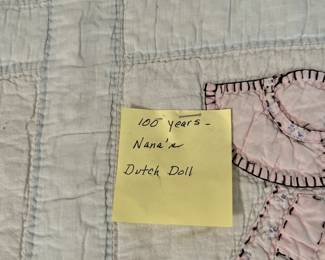 100 years -
Nana's
Dutch Doll